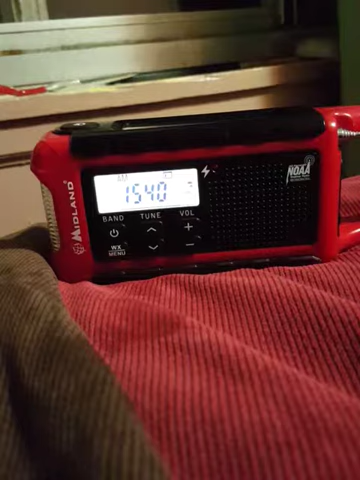 MIDLAND
1540
NOAA
BAND TUNE VOL
+
WX
MENU
−